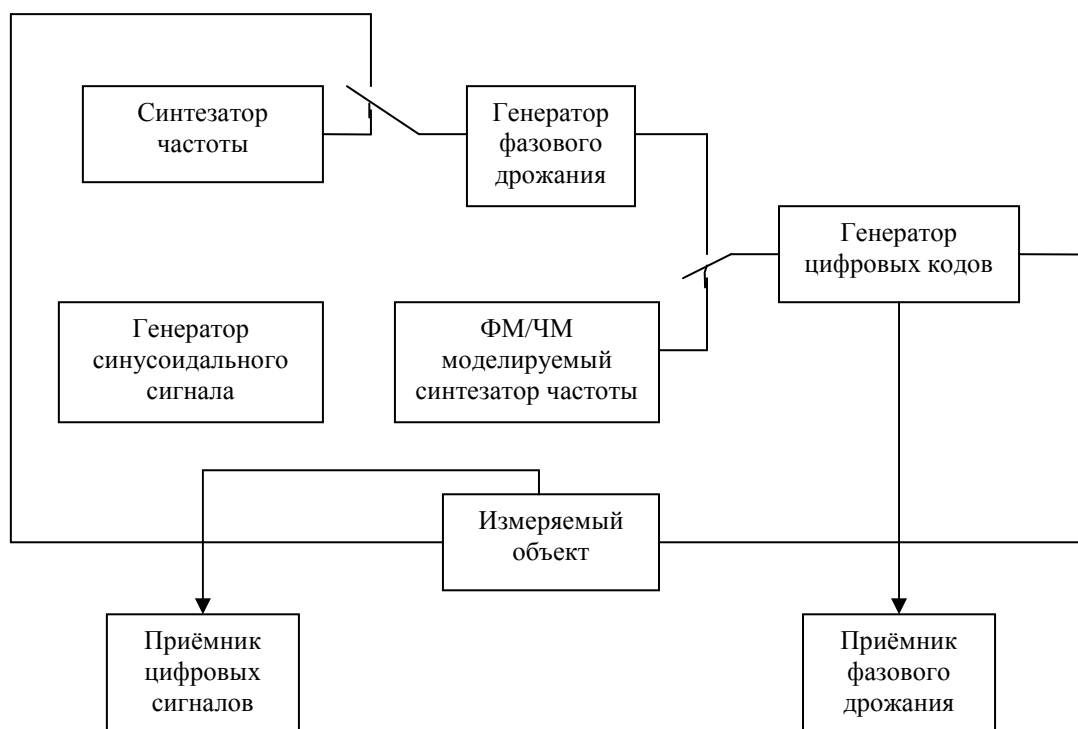 Синтезатор
частоты
Генератор
фазового
дрожания
Генератор
цифровых кодов
Генератор
синусоидального
сигнала
ФМ/ЧМ
моделируемый
синтезатор частоты
Измеряемый
объект
Приёмник
цифровых
сигналов
Приёмник
фазового
дрожания